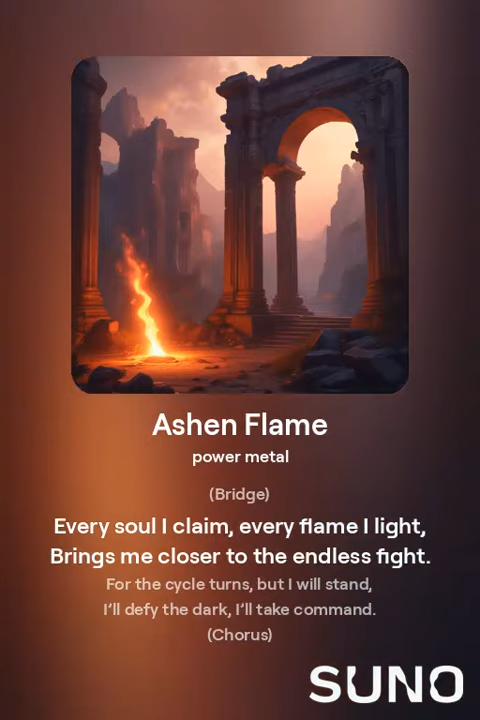 Ashen Flame
power metal
(Bridge)
Every soul I claim, every flame I light,
Brings me closer to the endless fight.
For the cycle turns, but I will stand,
I'll defy the dark, I'll take command.
(Chorus)
SUNO